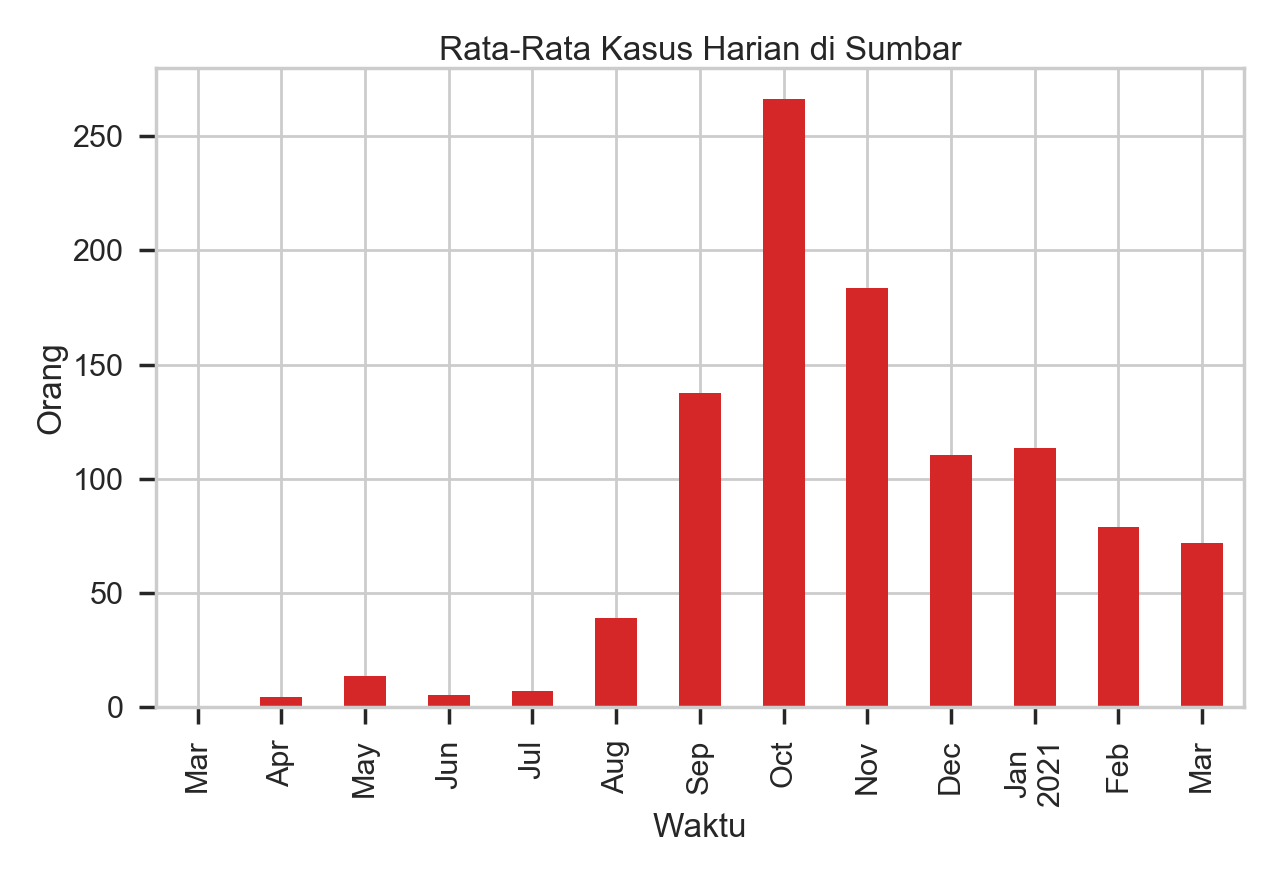 Rata-Rata Kasus Harian di Sumbar
250
200
150
100
50
0
Orang
Mar
Apr
May
Jun
Jul
Aug
Sep
Oct
Nov
Dec
Jan
2021
Feb
Mar
Waktu